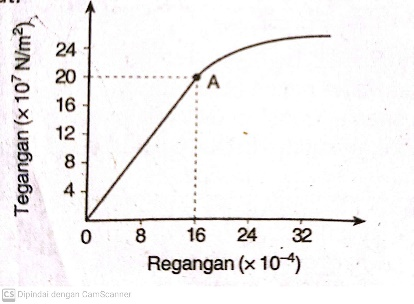 Tegangan (× 10⁷ N/m²)
24
20
16
12
8
4
A
0 8 16 24 32
Regangan (× 10⁻⁴)
CS Dipindai dengan CamScanner